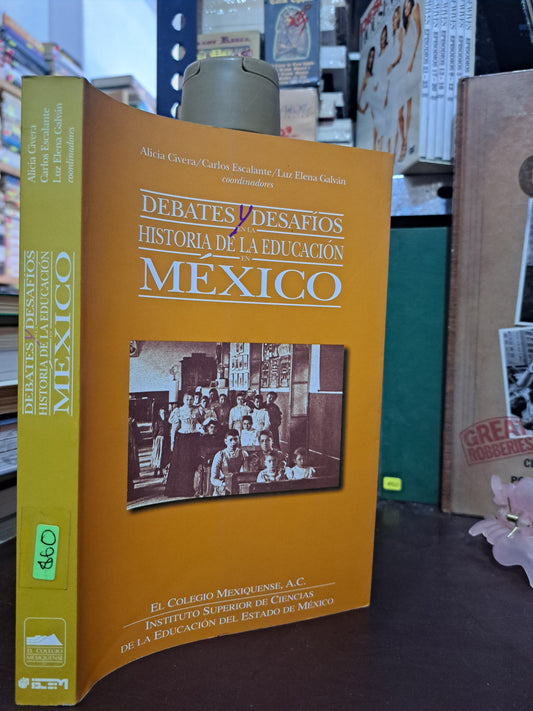 Alicia Civera
Carlos Escalante
Luz Elena Galván
coordinadores
DEBATES y DESAFÍOS
HISTORIA DE LA EDUCACIÓN
MÉXICO
860
EL COLEGIO
MEXIQUENSE
Alicia Civera/Carlos Escalante/Luz Elena Galván
coordinadores
DEBATES y DESAFÍOS
EN LA
HISTORIA DE LA EDUCACIÓN
EN
MÉXICO
EL COLEGIO MEXIQUENSE, A.C.
INSTITUTO SUPERIOR DE CIENCIAS
DE LA EDUCACIÓN DEL ESTADO DE MÉXICO
GREAT
ROBBERIES